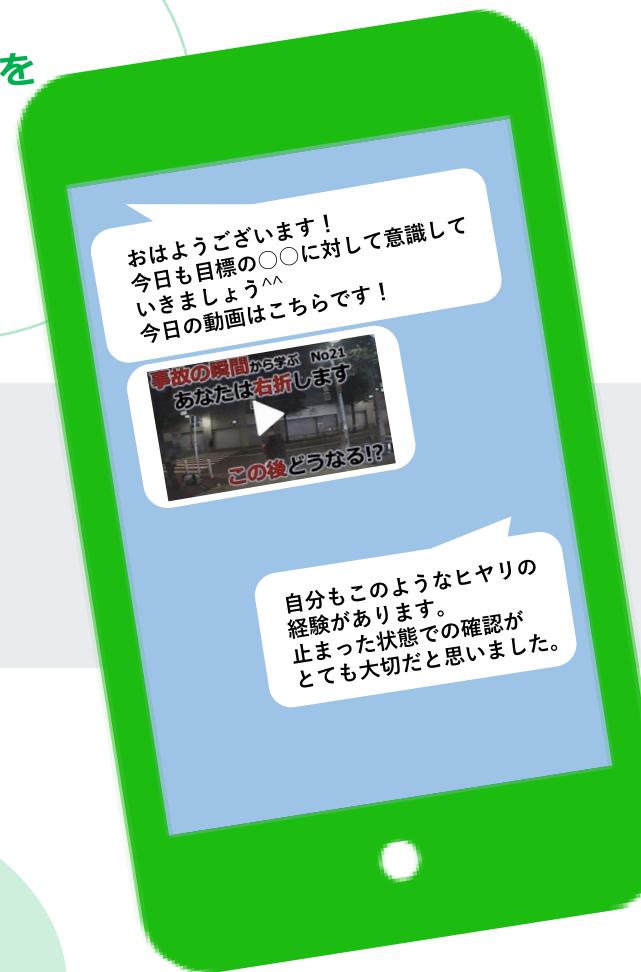 を
おはようございます！
今日も目標の○○に対して意識して
いきましょう^^
今日の動画はこちらです！
事故の瞬間から学ぶ No21
あなたは右折します
この後どうなる!?
自分もこのようなヒヤリの
経験があります。
止まった状態での確認が
とても大切だと思いました。